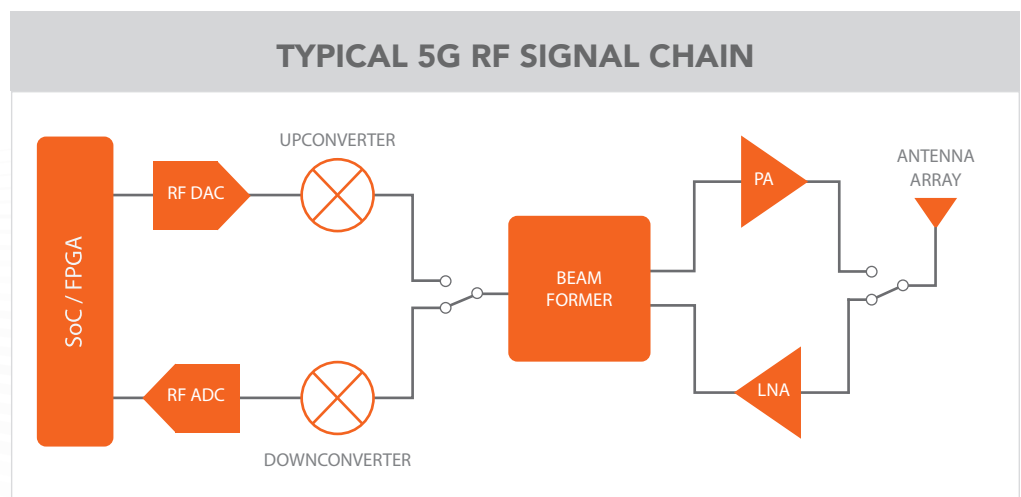 TYPICAL 5G RF SIGNAL CHAIN
UPCONVERTER
RF DAC
SoC / FPGA
RF ADC
DOWNCONVERTER
BEAM
FORMER
PA
LNA
ANTENNA
ARRAY